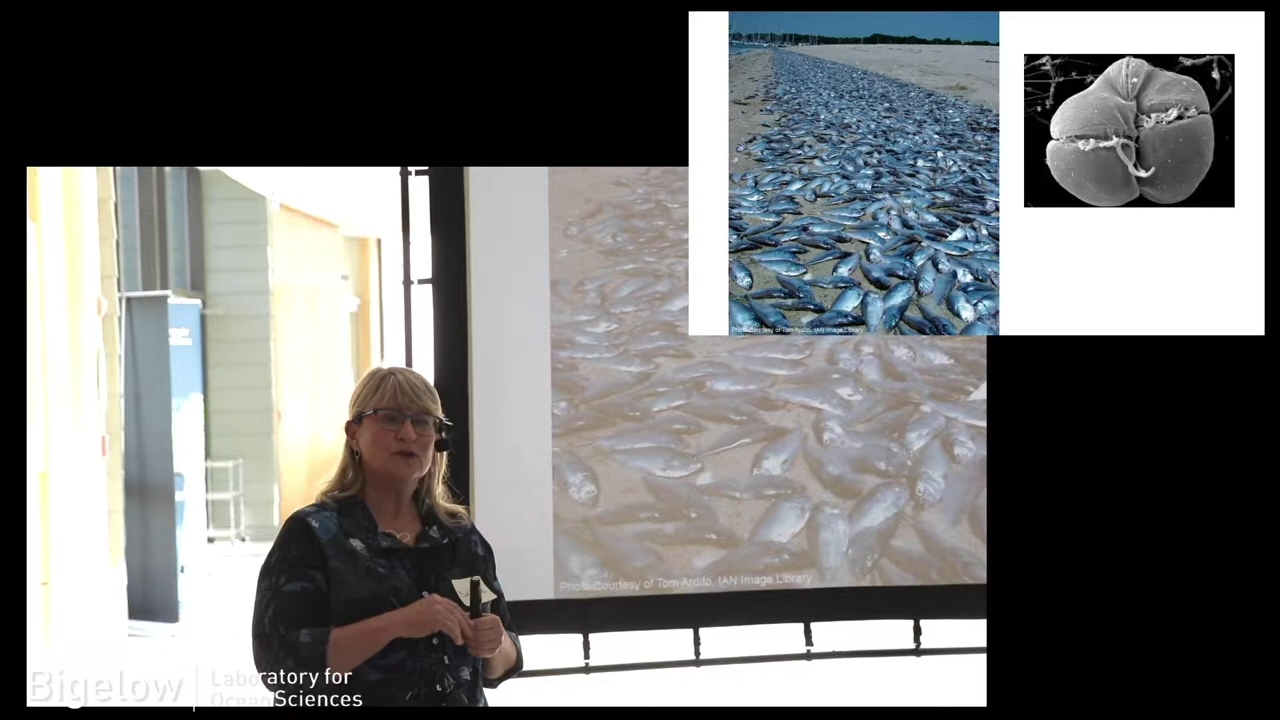 Photo Courtesy of Tom Ardito, IAN Image Library
Photo Courtesy of Tom Ardito, IAN Image Library
Bigelow
Laboratory for
Ocean Sciences